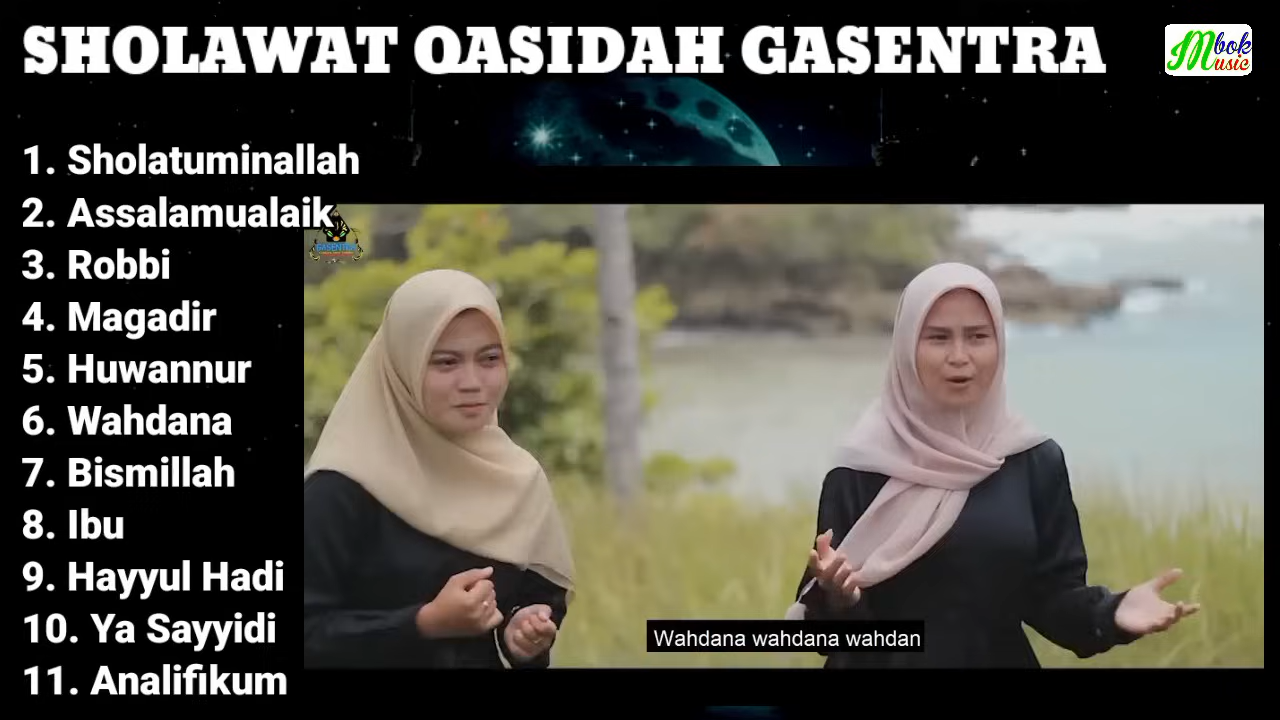 SHOLAWAT QASIDAH GASENTRA
Mbok
Music
1. Sholatuminallah
2. Assalamualaik
3. Robbi
4. Magadir
5. Huwannur
6. Wahdana
7. Bismillah
8. Ibu
9. Hayyul Hadi
10. Ya Sayyidi
11. Analifikum
GASENTRA
Wahdana wahdana wahdan